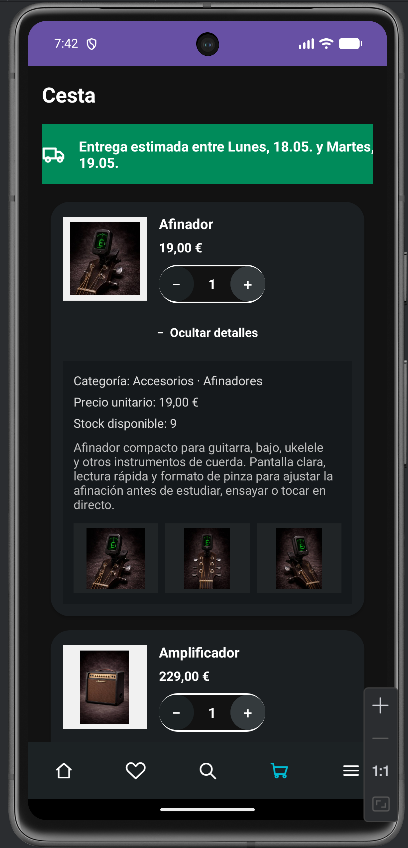 7:42
Cesta
Entrega estimada entre Lunes, 18.05. y Martes,
19.05.
Afinador
19,00 €
− 1 +
− Ocultar detalles
Categoría: Accesorios · Afinadores
Precio unitario: 19,00 €
Stock disponible: 9
Afinador compacto para guitarra, bajo, ukelele
y otros instrumentos de cuerda. Pantalla clara,
lectura rápida y formato de pinza para ajustar la
afinación antes de estudiar, ensayar o tocar en
directo.
Amplificador
229,00 €
− 1 +
1:1